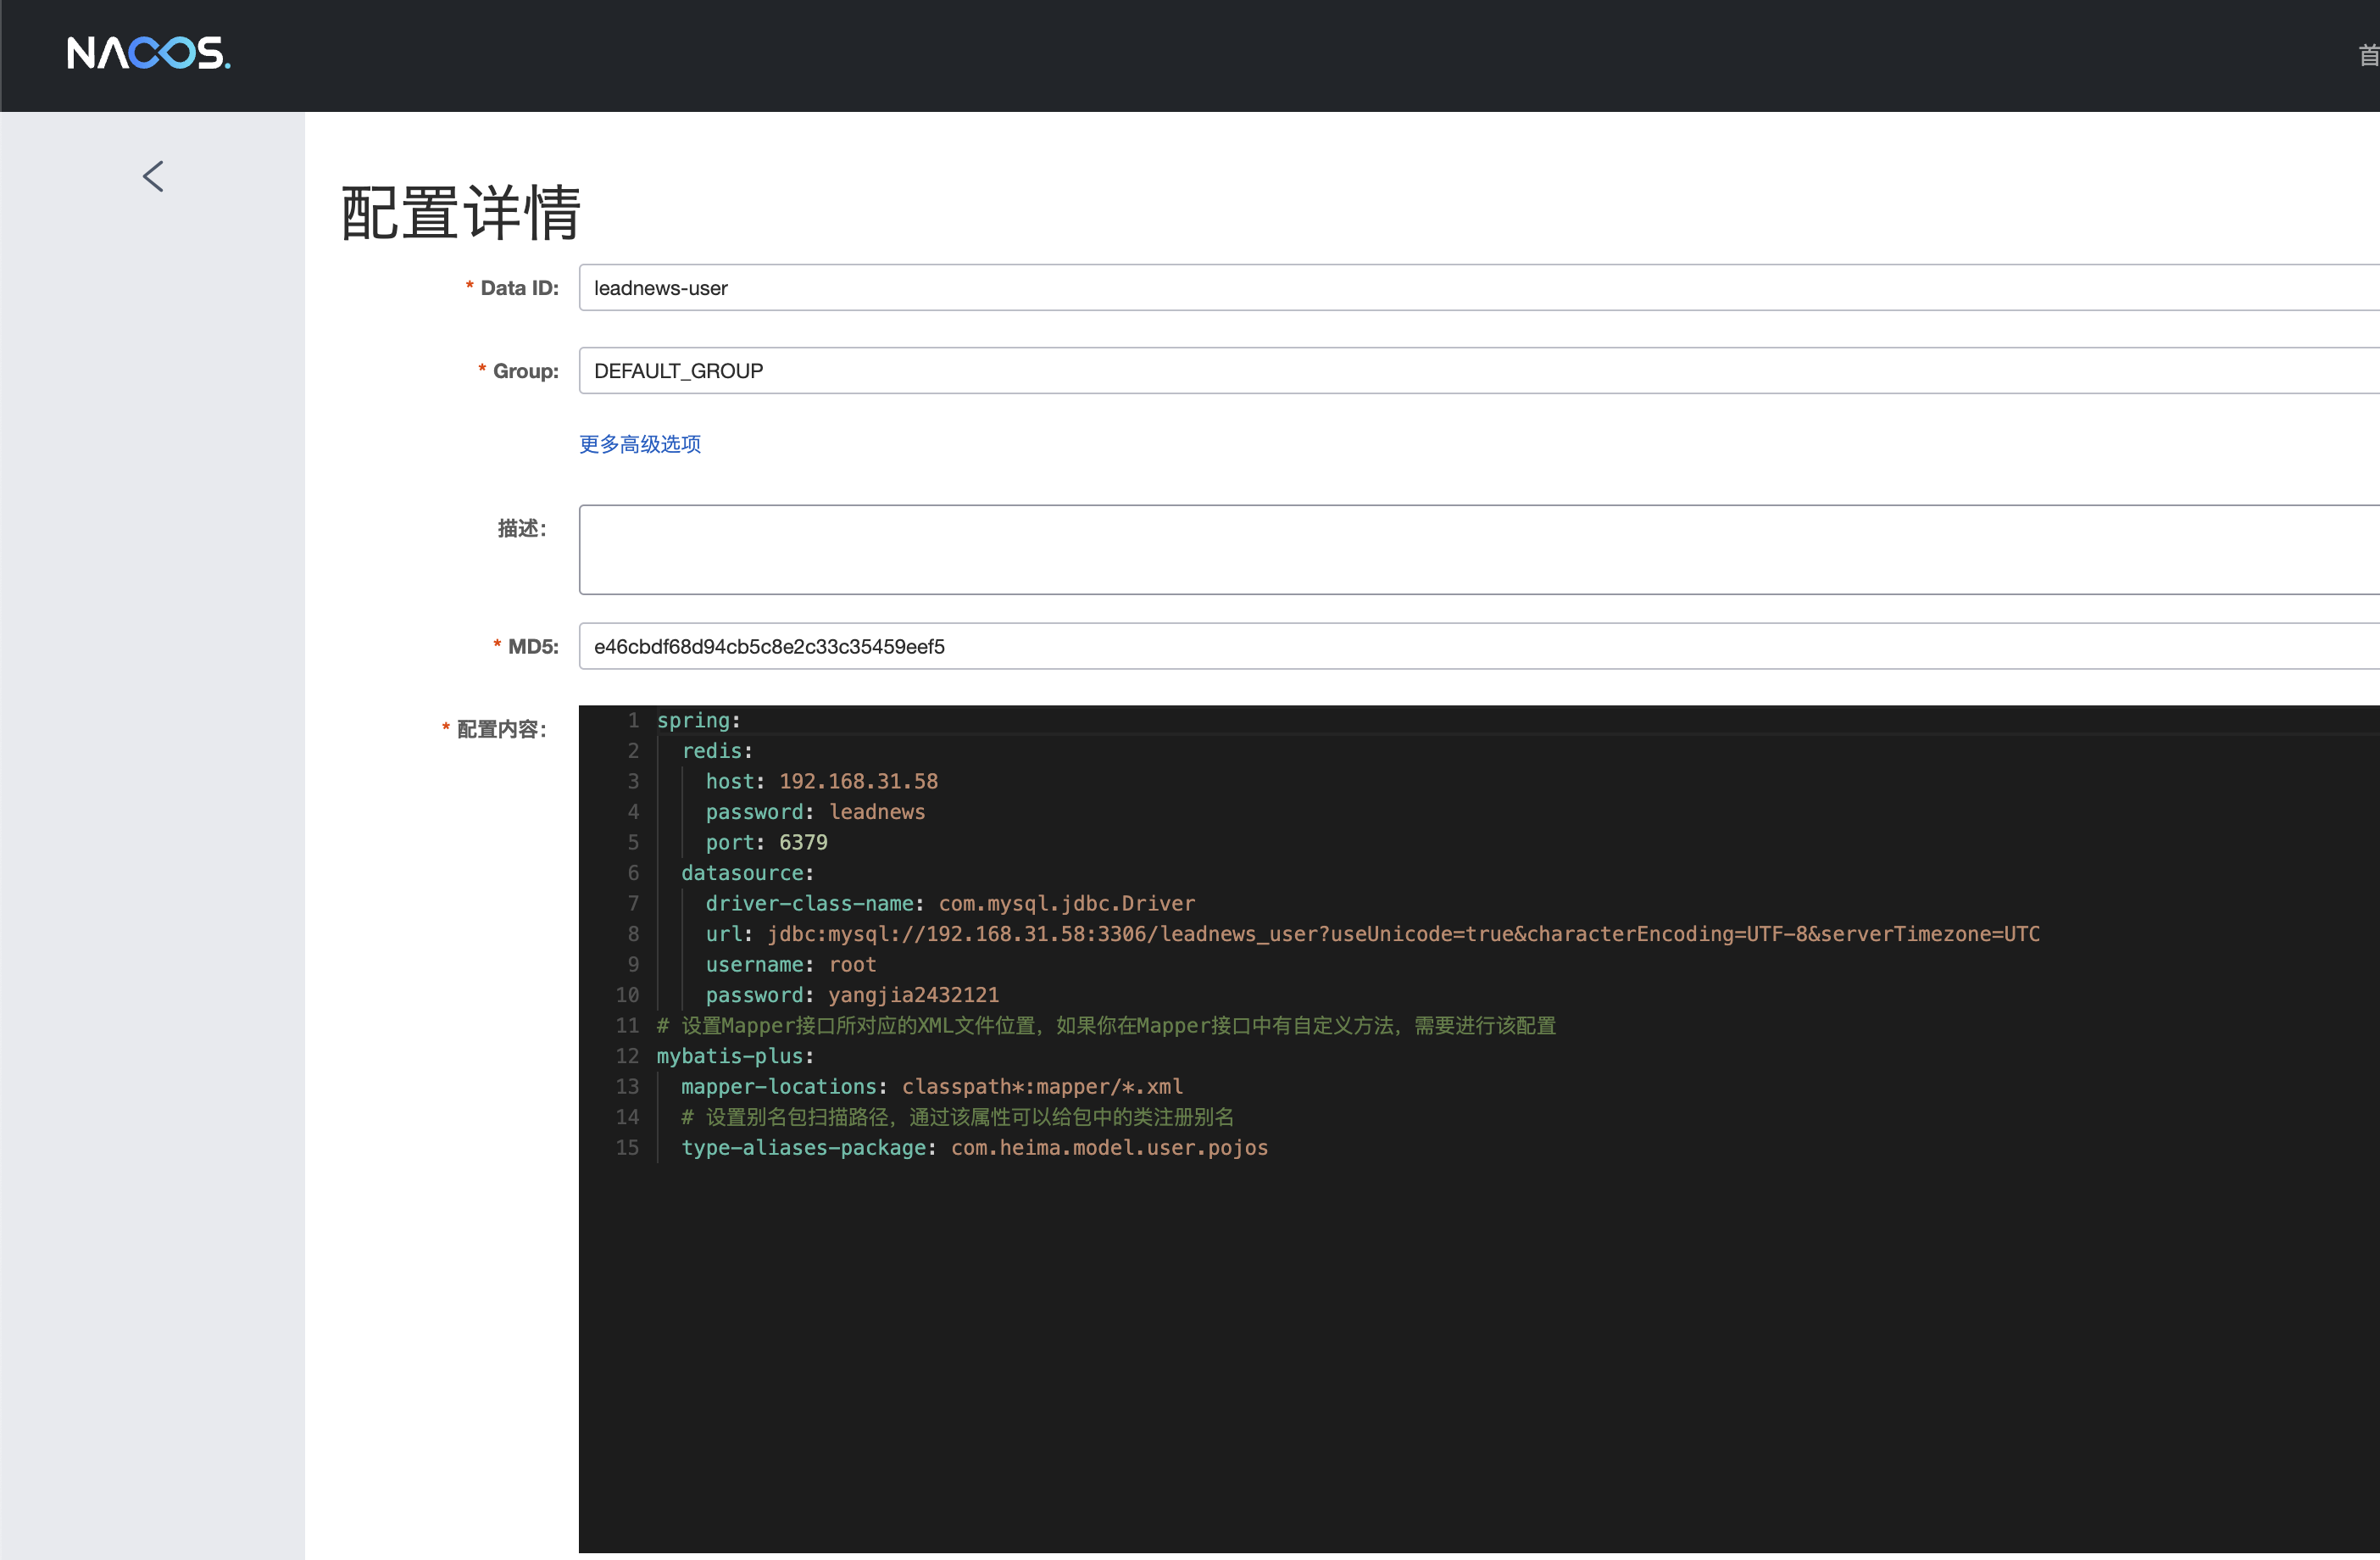 NACOS.
首
配置详情
* Data ID: leadnews-user
* Group: DEFAULT_GROUP
更多高级选项
描述:
* MD5: e46cbdf68d94cb5c8e2c33c35459eef5
* 配置内容:
1 spring:
2 redis:
3 host: 192.168.31.58
4 password: leadnews
5 port: 6379
6 datasource:
7 driver-class-name: com.mysql.jdbc.Driver
8 url: jdbc:mysql://192.168.31.58:3306/leadnews_user?useUnicode=true&characterEncoding=UTF-8&serverTimezone=UTC
9 username: root
10 password: yangjia2432121
11 # 设置Mapper接口所对应的XML文件位置，如果你在Mapper接口中有自定义方法，需要进行该配置
12 mybatis-plus:
13 mapper-locations: classpath*:mapper/*.xml
14 # 设置别名包扫描路径，通过该属性可以给包中的类注册别名
15 type-aliases-package: com.heima.model.user.pojos